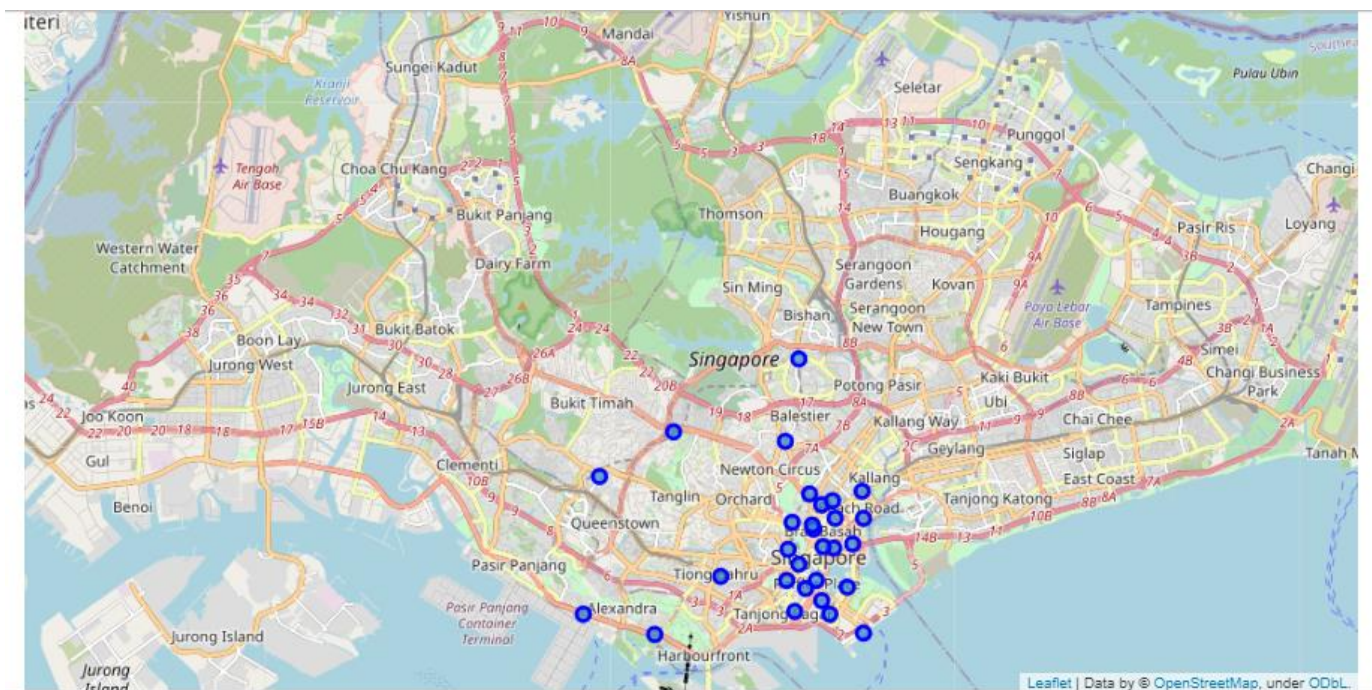 Mandai
Yishun
Sungei Kadut
Kranji
Reservoir
Seletar
Pulau Ubin
Punggol
Sengkang
Tengah
Air Base
Choa Chu Kang
Buangkok
Changi
Bukit Panjang
Thomson
Hougang
Pasir Ris
Loyang
Western Water
Catchment
Dairy Farm
Serangoon
Gardens
Kovan
Sin Ming
Paya Lebar
Air Base
Tampines
Bishan
Serangoon
New Town
Bukit Batok
Boon Lay
Jurong West
Singapore
Simei
Changi Business
Park
Jurong East
Potong Pasir
Kaki Bukit
Ubi
Joo Koon
Bukit Timah
Balestier
Kallang Way
Chai Chee
Geylang
Siglap
Gul
Clementi
Newton Circus
Kallang
East Coast
Tanah M
Benoi
Tanglin
Orchard
Tanjong Katong
Queenstown
Pasir Panjang
Singapore
Pasir Panjang
Container
Terminal
Alexandra
Jurong Island
Harbourfront
Jurong
Island
Leaflet | Data by © OpenStreetMap, under ODbL.